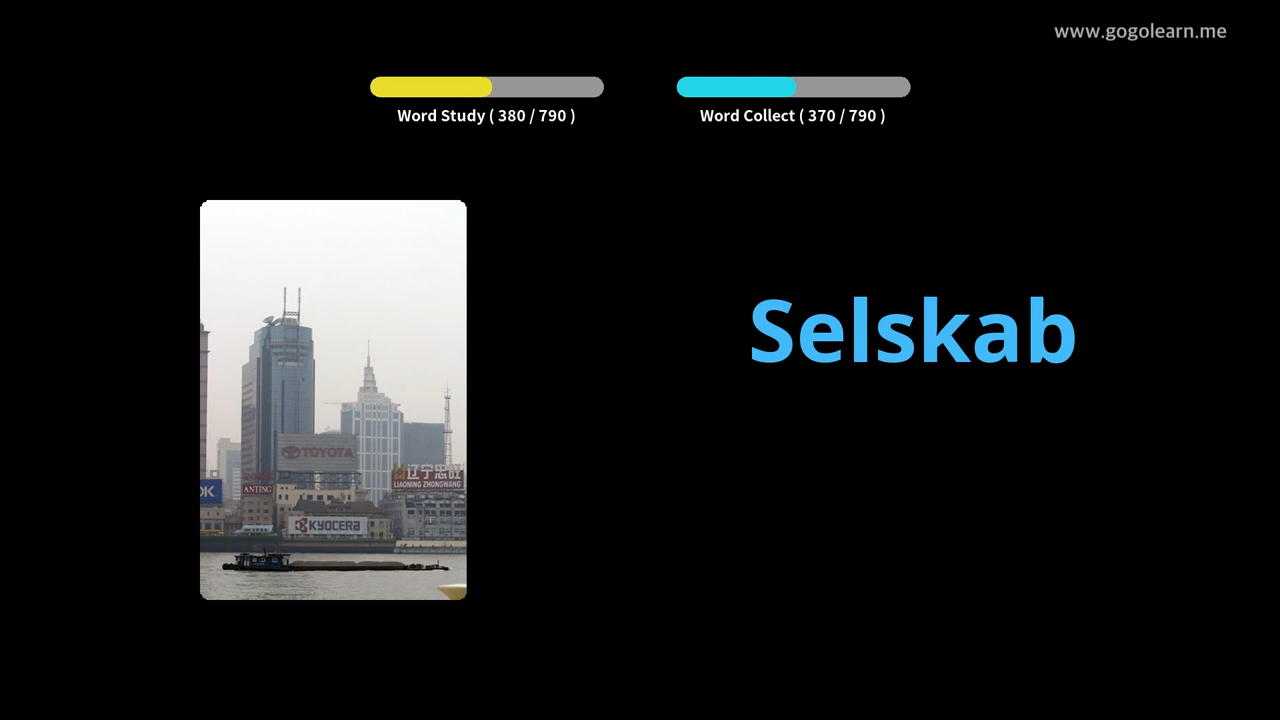 www.gogolearn.me
Word Study ( 380 / 790 )
Word Collect ( 370 / 790 )
Selskab
TOYOTA
辽宁忠旺
LIAONING ZHONGWANG
OK
ANTING
KYOCERA